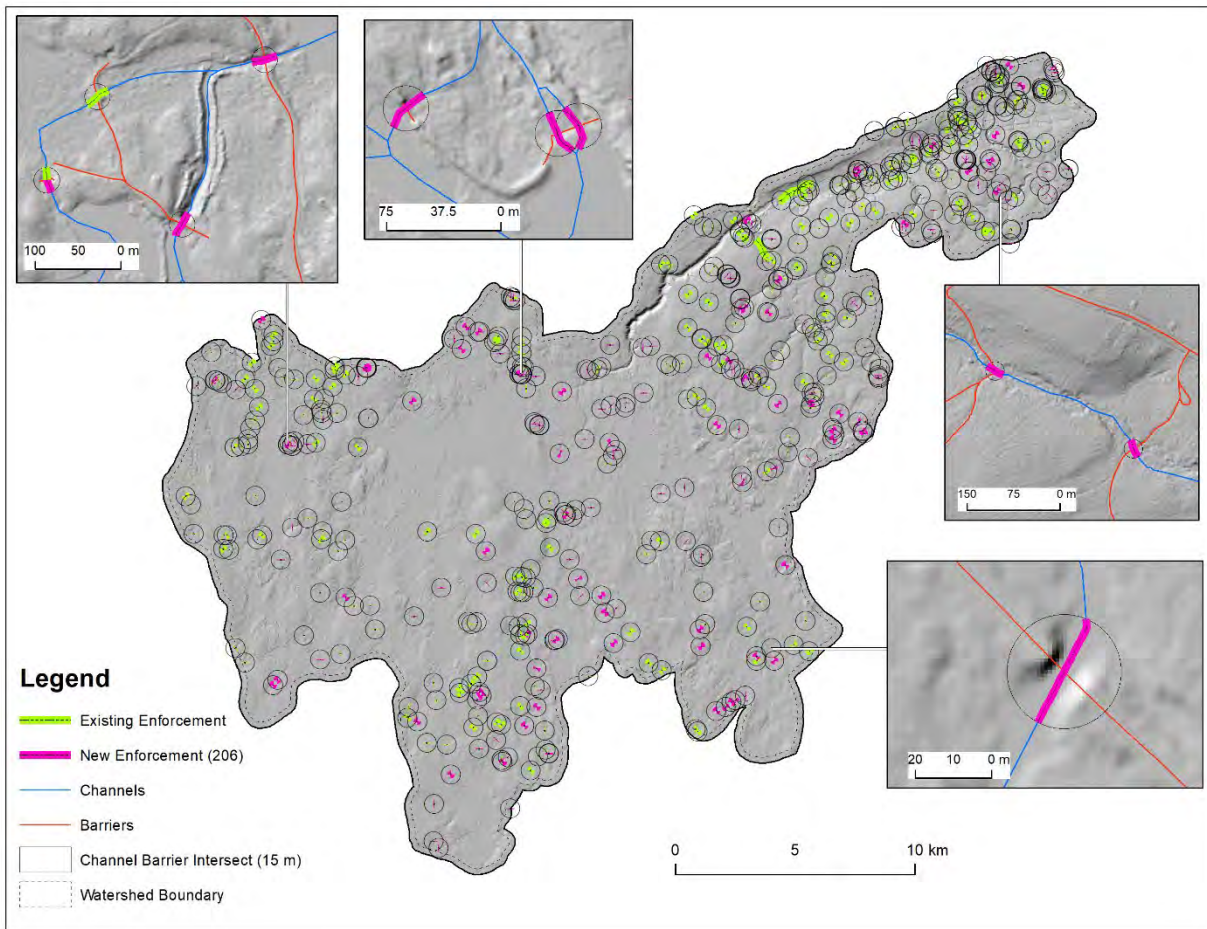 100 50 0 m
75 37.5 0 m
150 75 0 m
20 10 0 m
Legend
Existing Enforcement
New Enforcement (206)
Channels
Barriers
Channel Barrier Intersect (15 m)
Watershed Boundary
0 5 10 km